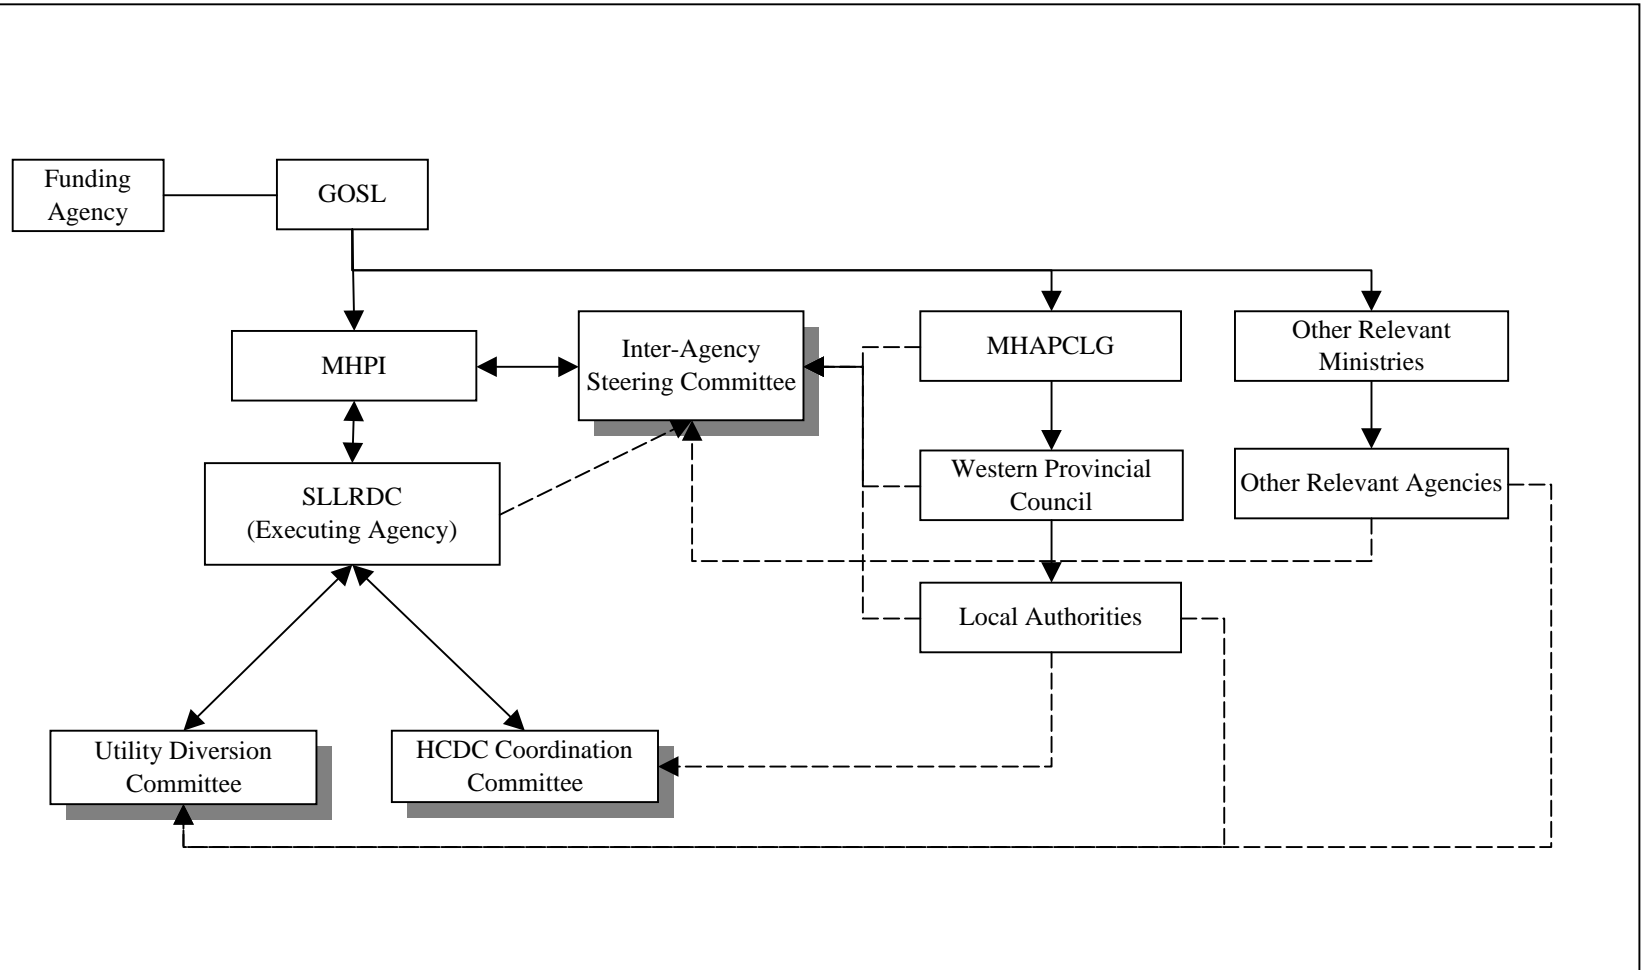 Funding
Agency
GOSL
MHPI
Inter-Agency
Steering Committee
MHAPCLG
Other Relevant
Ministries
SLLRDC
(Executing Agency)
Western Provincial
Council
Other Relevant Agencies
Local Authorities
Utility Diversion
Committee
HCDC Coordination
Committee